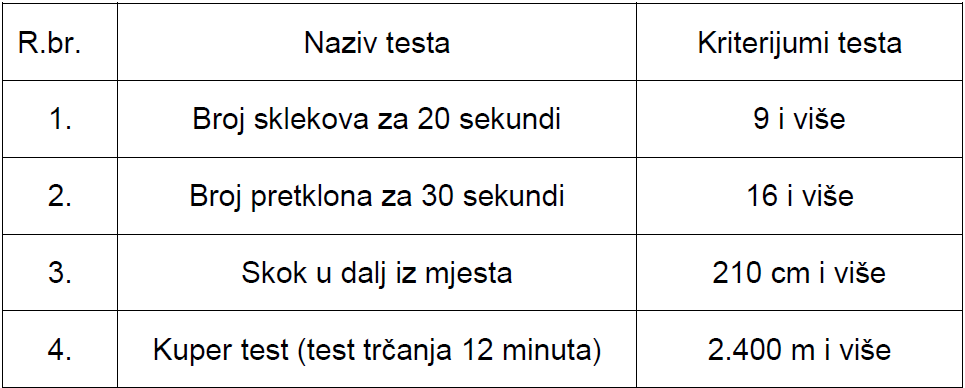 R.br. Naziv testa Kriterijumi testa
1. Broj sklekova za 20 sekundi 9 i više
2. Broj pretklona za 30 sekundi 16 i više
3. Skok u dalj iz mjesta 210 cm i više
4. Kuper test (test trčanja 12 minuta) 2.400 m i više